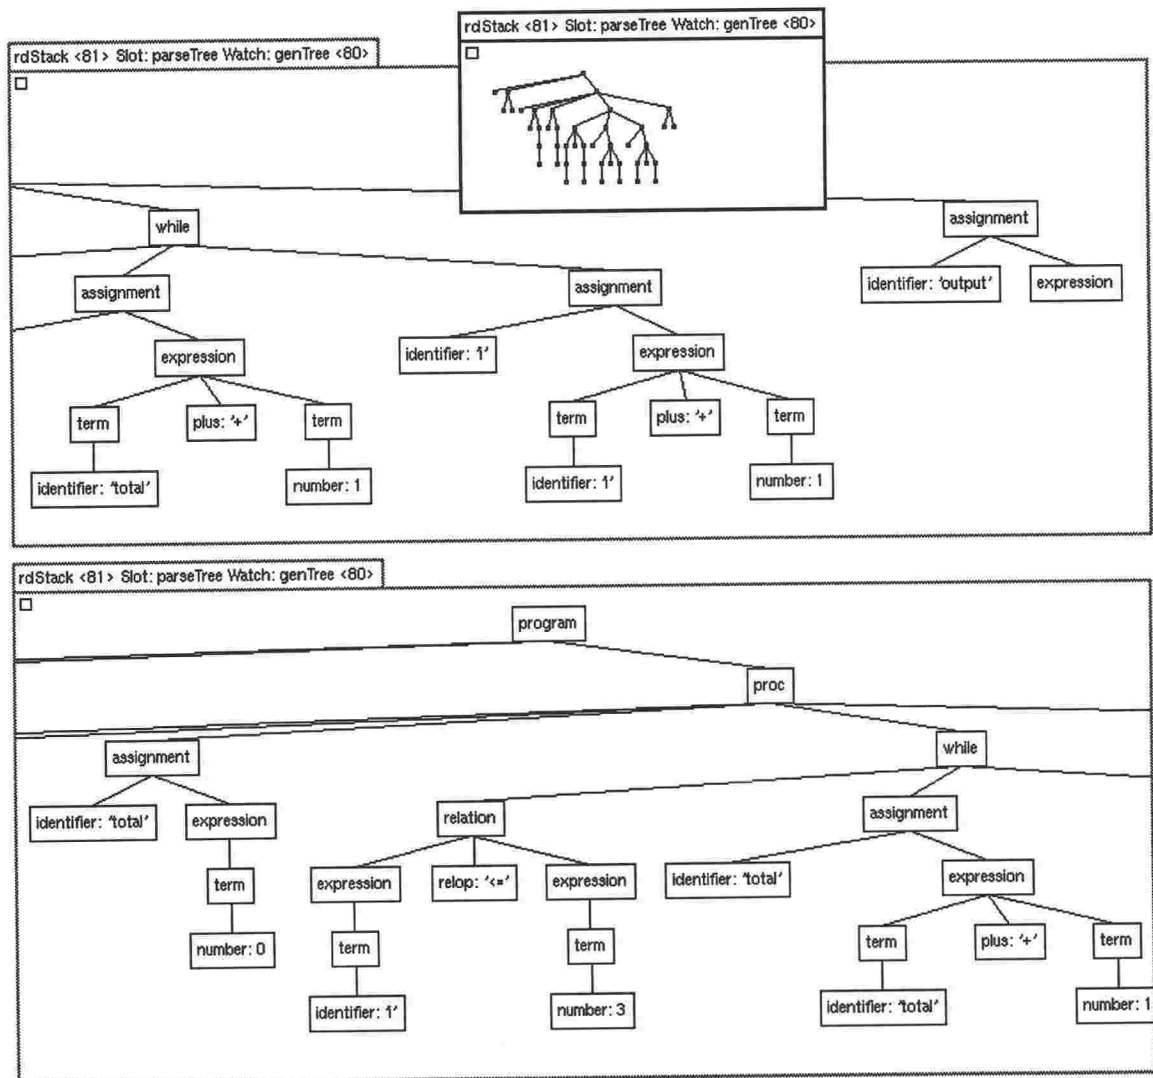 rdStack <81> Slot: parseTree Watch: genTree <80>
rdStack <81> Slot: parseTree Watch: genTree <80>
while
assignment
assignment
assignment
identifier: 'output'
expression
identifier: 'i'
expression
expression
term
plus: '+'
term
term
plus: '+'
term
identifier: 'total'
number: 1
identifier: 'i'
number: 1
rdStack <81> Slot: parseTree Watch: genTree <80>
program
proc
assignment
while
identifier: 'total'
expression
relation
assignment
term
expression
relop: '<='
expression
identifier: 'total'
expression
number: 0
term
term
term
plus: '+'
term
identifier: 'i'
number: 3
identifier: 'total'
number: 1